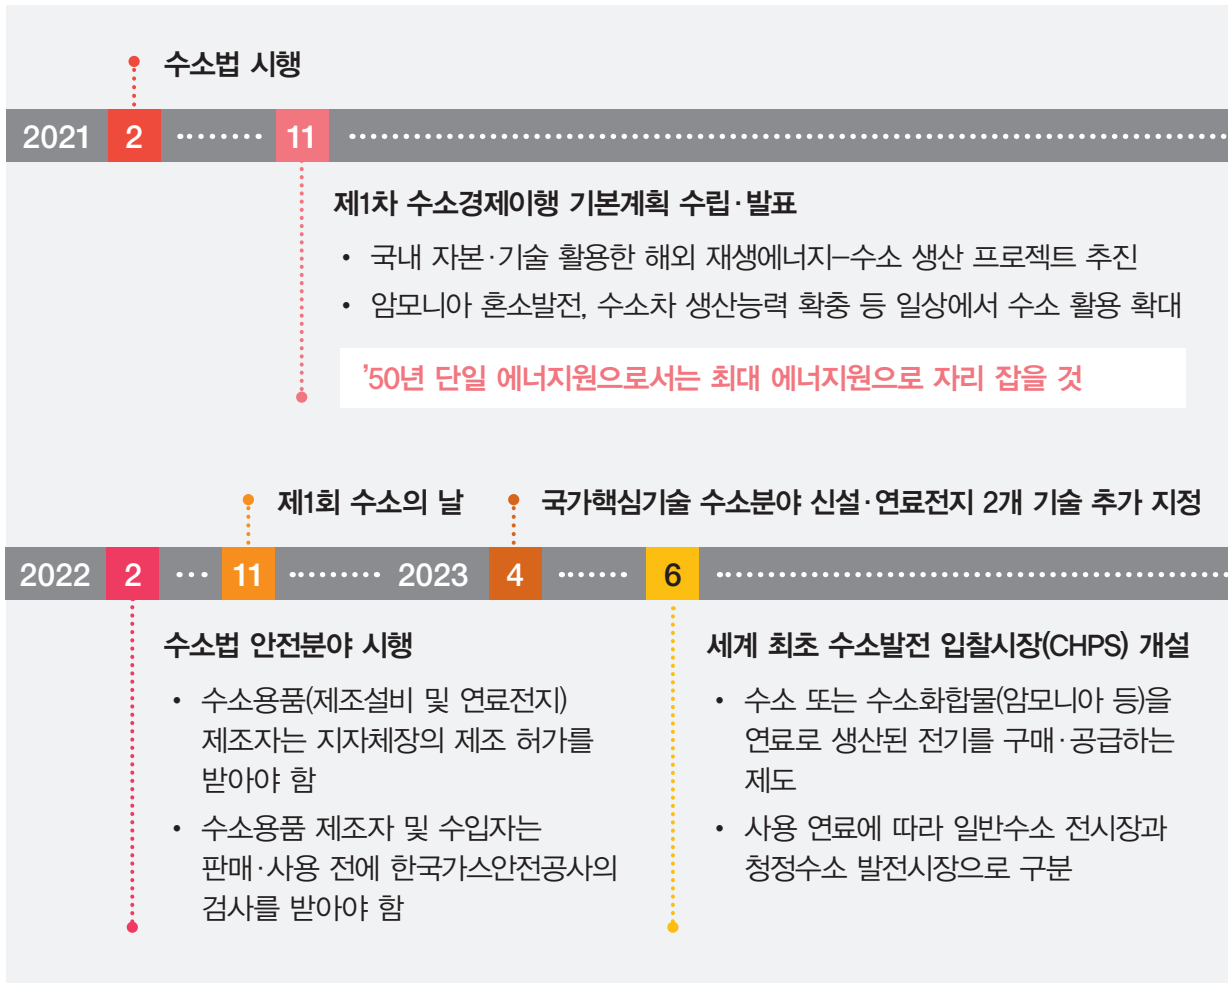 수소법 시행
2021 2 11
제1차 수소경제이행 기본계획 수립·발표
• 국내 자본·기술 활용한 해외 재생에너지-수소 생산 프로젝트 추진
• 암모니아 혼소발전, 수소차 생산능력 확충 등 일상에서 수소 활용 확대
'50년 단일 에너지원으로서는 최대 에너지원으로 자리 잡을 것
제1회 수소의 날
국가핵심기술 수소분야 신설·연료전지 2개 기술 추가 지정
2022 2 11 2023 4 6
수소법 안전분야 시행
• 수소용품(제조설비 및 연료전지)
제조자는 지자체장의 제조 허가를
받아야 함
• 수소용품 제조자 및 수입자는
판매·사용 전에 한국가스안전공사의
검사를 받아야 함
세계 최초 수소발전 입찰시장(CHPS) 개설
• 수소 또는 수소화합물(암모니아 등)을
연료로 생산된 전기를 구매·공급하는
제도
• 사용 연료에 따라 일반수소 전시장과
청정수소 발전시장으로 구분